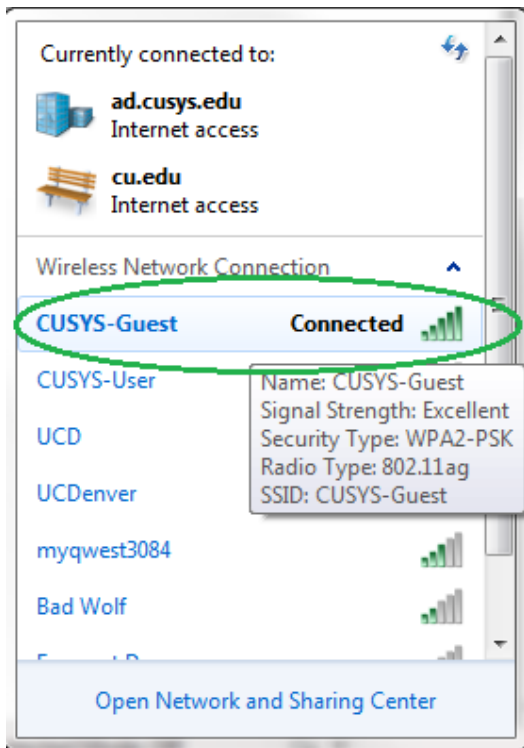 Currently connected to:
ad.cusys.edu
Internet access
cu.edu
Internet access
Wireless Network Connection
CUSYS-Guest Connected
CUSYS-User
Name: CUSYS-Guest
Signal Strength: Excellent
UCD
Security Type: WPA2-PSK
Radio Type: 802.11ag
UCDenver
SSID: CUSYS-Guest
myqwest3084
Bad Wolf
Open Network and Sharing Center